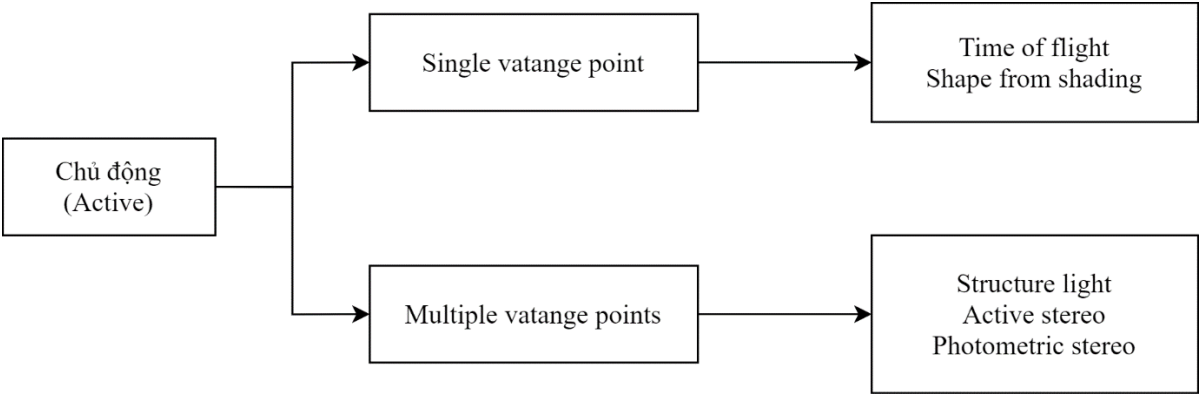 Single vatange point
Time of flight
Shape from shading
Chủ động
(Active)
Multiple vatange points
Structure light
Active stereo
Photometric stereo